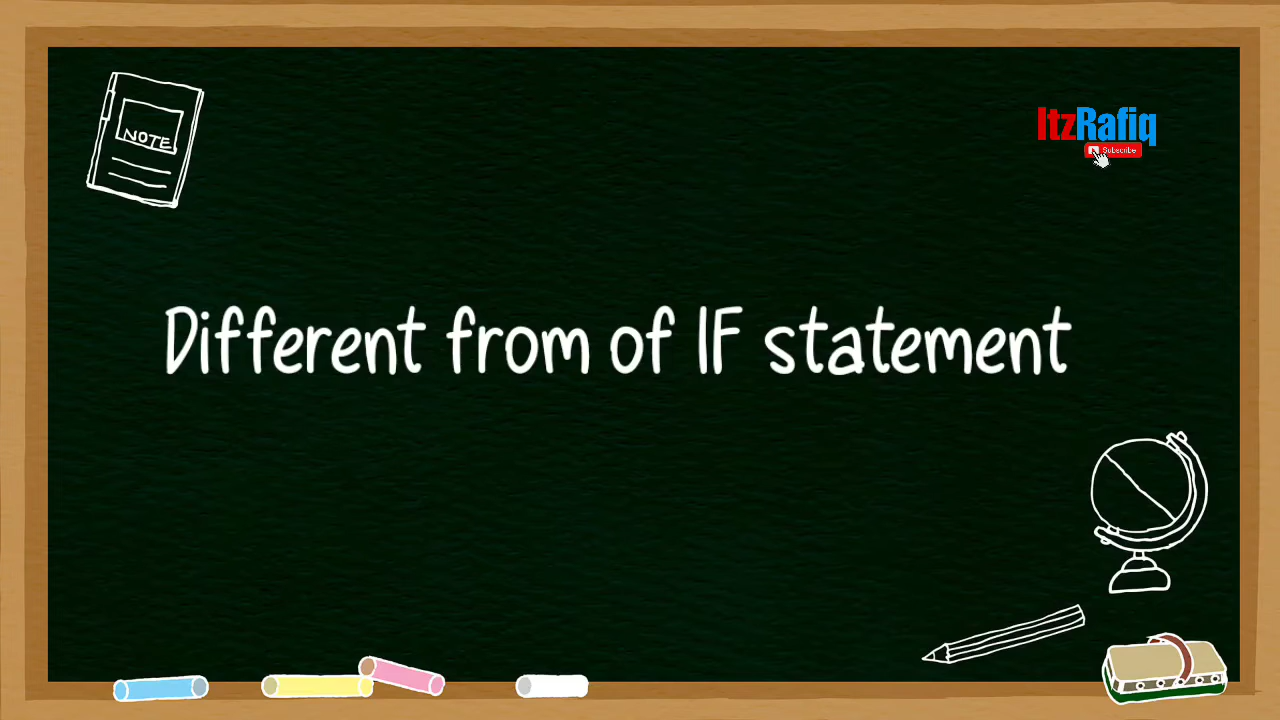 NOTE
ItzRafiq
Subscribe
Different from of IF statement